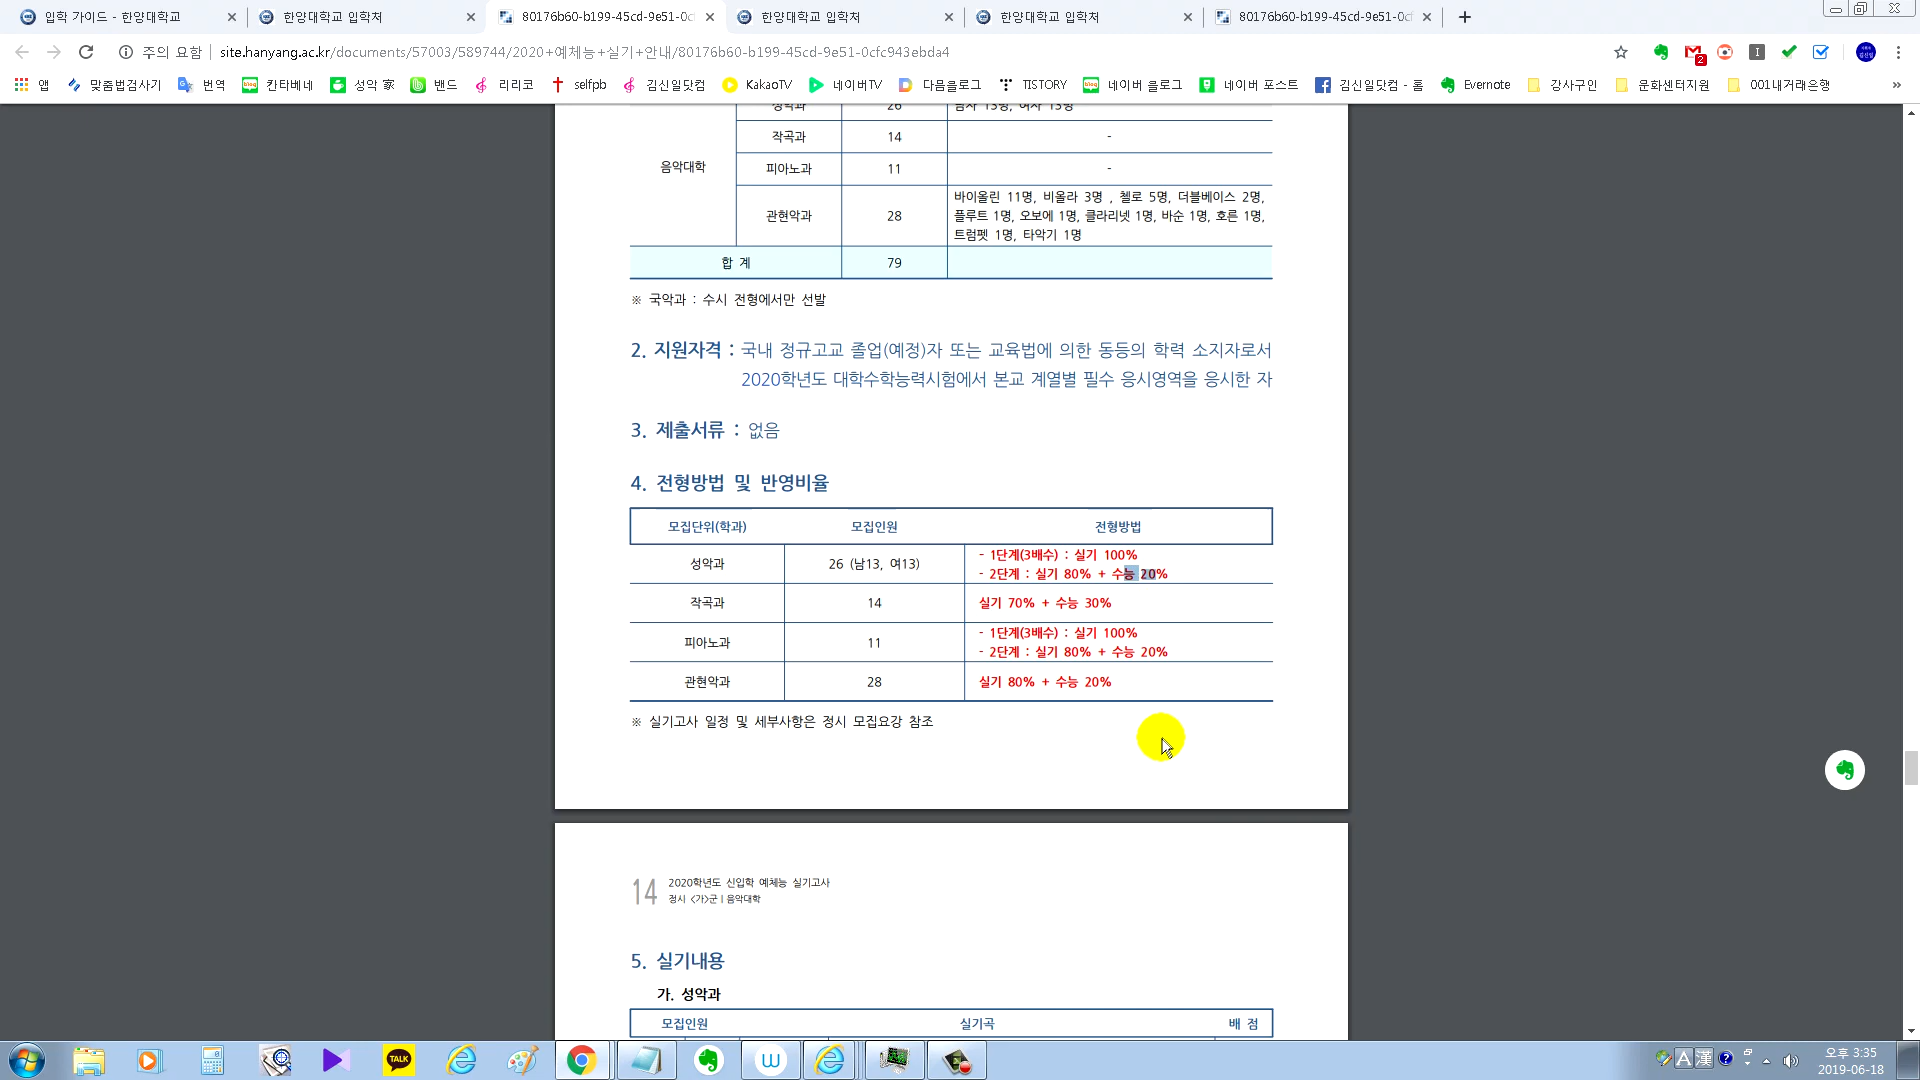 입학 가이드 - 한양대학교
한양대학교 입학처
80176b60-b199-45cd-9e51-0c
한양대학교 입학처
한양대학교 입학처
80176b60-b199-45cd-9e51-0cf
주의 요함 | site.hanyang.ac.kr/documents/57003/589744/2020+예체능+실기+안내/80176b60-b199-45cd-9e51-0cfc943ebda4
앱 맞춤법검사기 번역 칸타베네 성악 家 밴드 리리코 selfpb 김신일닷컴 KakaoTV 네이버TV 다음블로그 TISTORY 네이버 블로그 네이버 포스트 김신일닷컴 - 홈 Evernote 강사구인 문화센터지원 001내거래은행 »
성악과 26 남자 13명, 여자 13명
작곡과 14 -
음악대학
피아노과 11 -
관현악과 28
바이올린 11명, 비올라 3명 , 첼로 5명, 더블베이스 2명,
플루트 1명, 오보에 1명, 클라리넷 1명, 바순 1명, 호른 1명,
트럼펫 1명, 타악기 1명
합 계 79
※ 국악과 : 수시 전형에서만 선발
2. 지원자격 : 국내 정규고교 졸업(예정)자 또는 교육법에 의한 동등의 학력 소지자로서
2020학년도 대학수학능력시험에서 본교 계열별 필수 응시영역을 응시한 자
3. 제출서류 : 없음
4. 전형방법 및 반영비율
모집단위(학과) 모집인원 전형방법
성악과 26 (남13, 여13)
- 1단계(3배수) : 실기 100%
- 2단계 : 실기 80% + 수능 20%
작곡과 14 실기 70% + 수능 30%
피아노과 11
- 1단계(3배수) : 실기 100%
- 2단계 : 실기 80% + 수능 20%
관현악과 28 실기 80% + 수능 20%
※ 실기고사 일정 및 세부사항은 정시 모집요강 참조
14 2020학년도 신입학 예체능 실기고사
정시 <가>군 | 음악대학
5. 실기내용
가. 성악과
모집인원 실기곡 배 점
TALK
A 漢
오후 3:35
2019-06-18